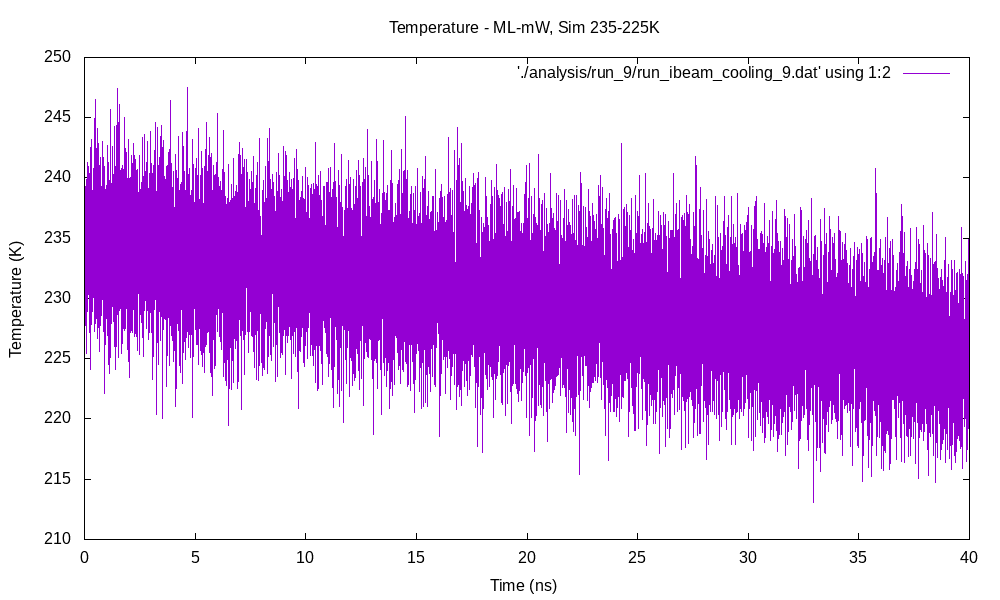 Temperature - ML-mW, Sim 235-225K
'./analysis/run_9/run_ibeam_cooling_9.dat' using 1:2
Temperature (K)
250
245
240
235
230
225
220
215
210
0 5 10 15 20 25 30 35 40
Time (ns)